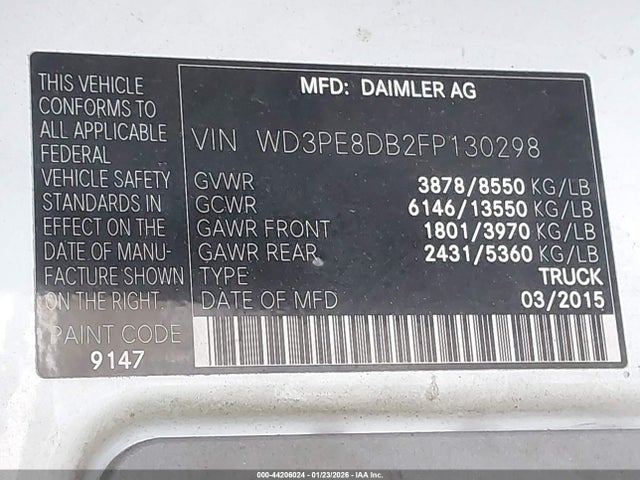 THIS VEHICLE
CONFORMS TO
ALL APPLICABLE
FEDERAL
VEHICLE SAFETY
STANDARDS IN
EFFECT ON THE
DATE OF MANU-
FACTURE SHOWN
ON THE RIGHT.
PAINT CODE
9147
MFD: DAIMLER AG
VIN WD3PE8DB2FP130298
GVWR 3878/8550 KG/LB
GCWR 6146/13550 KG/LB
GAWR FRONT 1801/3970 KG/LB
GAWR REAR 2431/5360 KG/LB
TYPE TRUCK
DATE OF MFD 03/2015
000-44206024 | 01/23/2026 - IAA Inc.